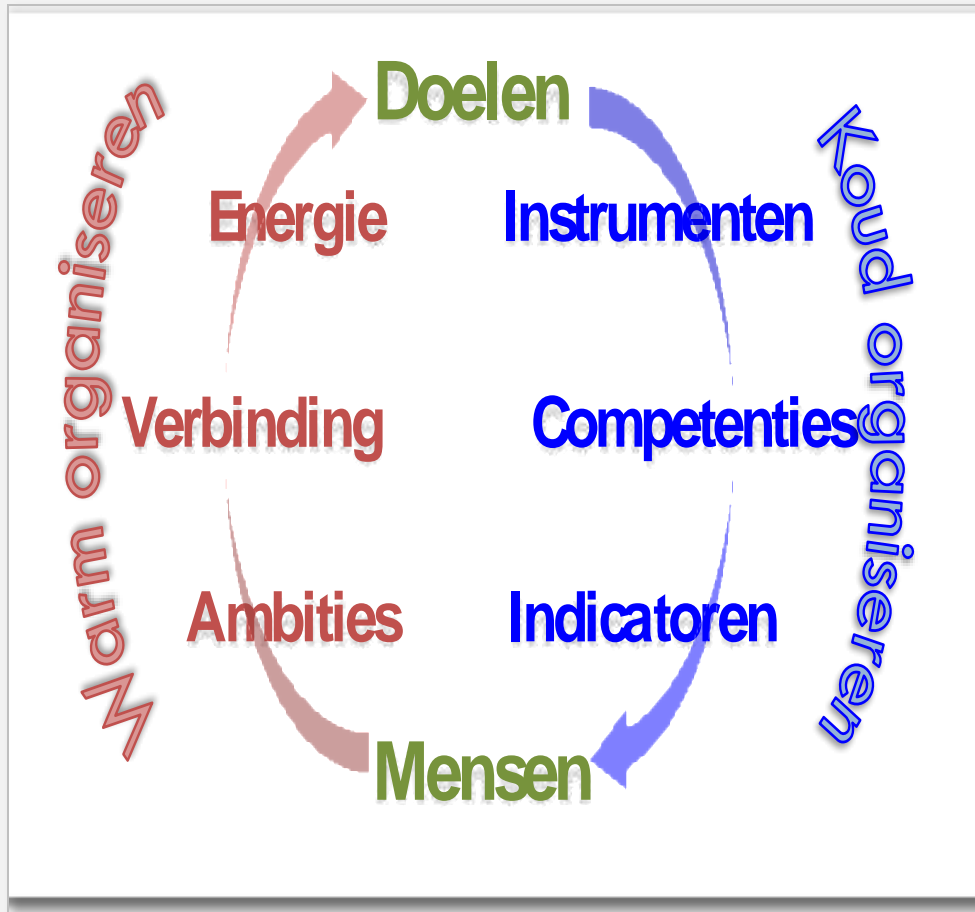 Doelen
Warm organiseren
Koud organiseren
Energie
Instrumenten
Verbinding
Competenties
Ambities
Indicatoren
Mensen